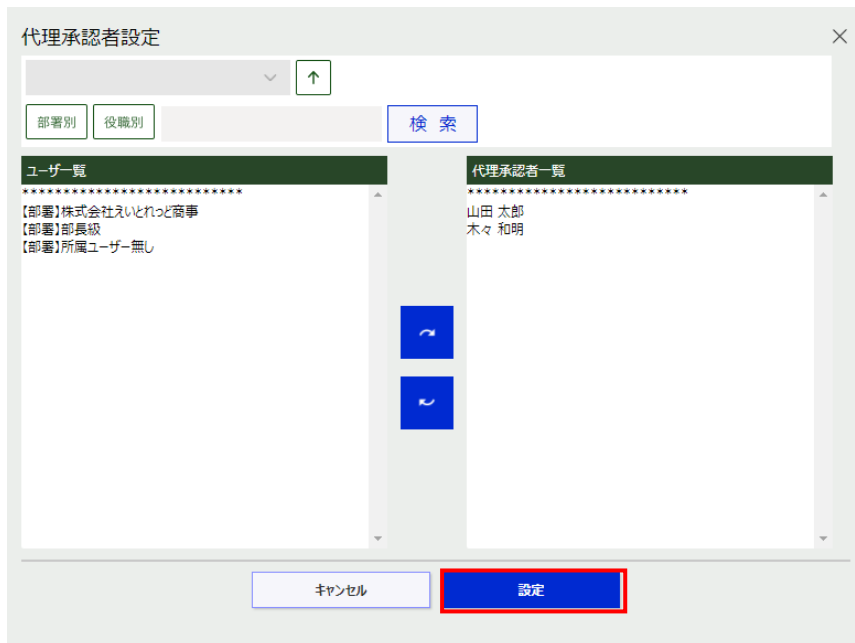 代理承認者設定
部署別 役職別 検索
ユーザ一覧
***************************
【部署】株式会社えいとれっど商事
【部署】部長級
【部署】所属ユーザー無し
代理承認者一覧
***************************
山田 太郎
木々 和明
キャンセル 設定